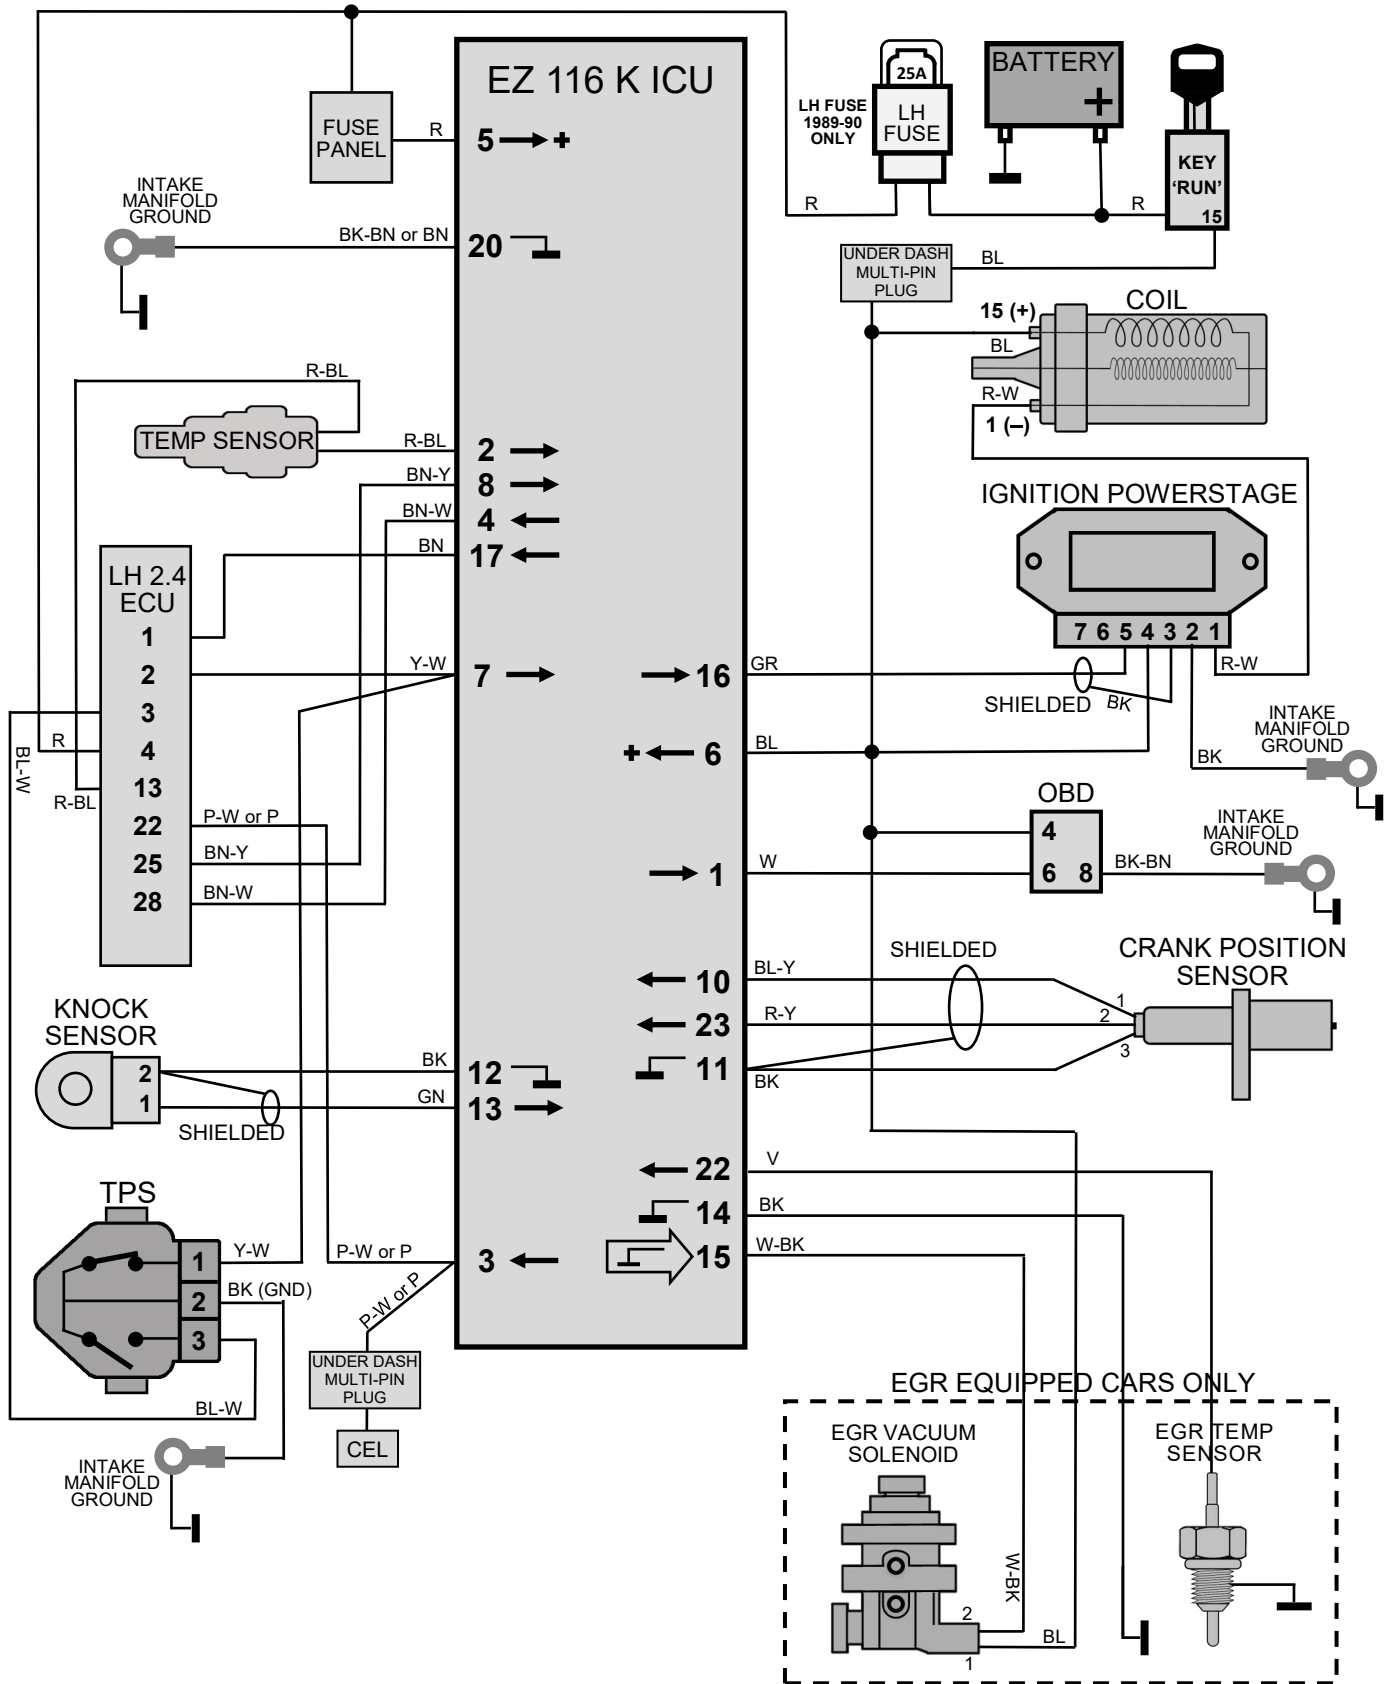 EZ 116 K ICU
FUSE
PANEL
R
5
+
INTAKE
MANIFOLD
GROUND
BK-BN or BN
20
LH FUSE
1989-90
ONLY
25A
LH
FUSE
BATTERY
+
KEY
‘RUN’
15
R
R
UNDER DASH
MULTI-PIN
PLUG
BL
COIL
15 (+)
BL
R-W
1 (–)
R-BL
TEMP SENSOR
R-BL
2
BN-Y
8
BN-W
4
BN
17
IGNITION POWERSTAGE
7 6 5 4 3 2 1
R-W
GR
16
SHIELDED
BK
BK
INTAKE
MANIFOLD
GROUND
LH 2.4
ECU
1
2
3
4
13
22
25
28
Y-W
7
R
BL-W
R-BL
P-W or P
BN-Y
BN-W
+
6
BL
OBD
4
6 8
1
W
BK-BN
INTAKE
MANIFOLD
GROUND
SHIELDED
CRANK POSITION
SENSOR
10
BL-Y
1
23
R-Y
2
11
BK
3
KNOCK
SENSOR
2
1
BK
12
GN
13
SHIELDED
22
V
14
BK
15
W-BK
TPS
1
2
3
Y-W
BK (GND)
BL-W
P-W or P
3
P-W or P
UNDER DASH
MULTI-PIN
PLUG
CEL
INTAKE
MANIFOLD
GROUND
EGR EQUIPPED CARS ONLY
EGR VACUUM
SOLENOID
EGR TEMP
SENSOR
W-BK
2
BL
1